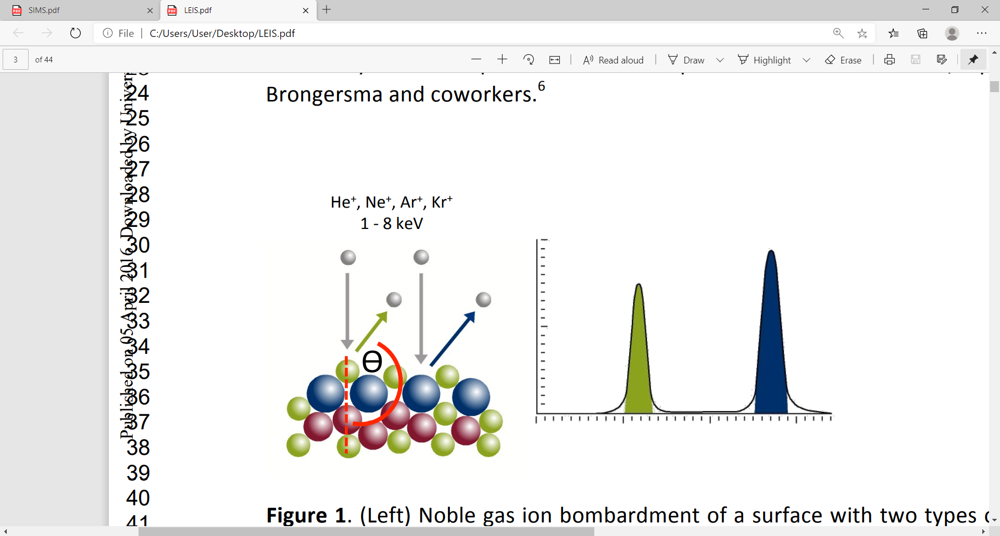 SIMS.pdf
LEIS.pdf
File
C:/Users/User/Desktop/LEIS.pdf
3 of 44
Read aloud
Draw
Highlight
Erase
24
Brongersma and coworkers.6
25
26
27
28
He+, Ne+, Ar+, Kr+
29
1 - 8 keV
30
31
32
33
34
Θ
35
36
37
38
39
40
Figure 1. (Left) Noble gas ion bombardment of a surface with two types
41
Published on 05 April 2016. Downloaded by Univer